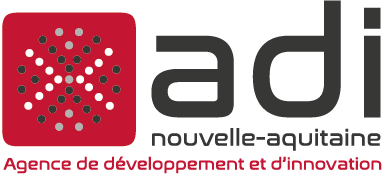 adi
nouvelle-aquitaine
Agence de développement et d'innovation